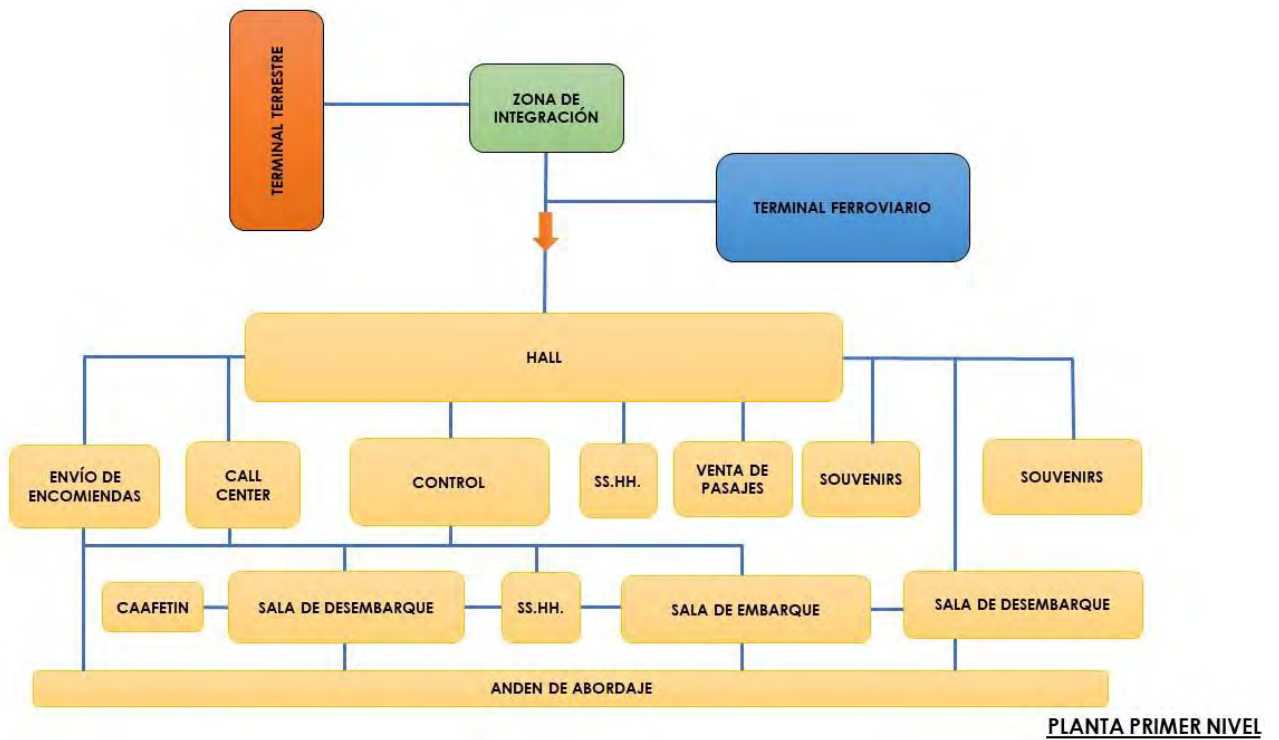 TERMINAL TERRESTRE
ZONA DE
INTEGRACIÓN
TERMINAL FERROVIARIO
HALL
ENVÍO DE
ENCOMIENDAS
CALL
CENTER
CONTROL
SS.HH.
VENTA DE
PASAJES
SOUVENIRS
SOUVENIRS
CAAFETIN
SALA DE DESEMBARQUE
SS.HH.
SALA DE EMBARQUE
SALA DE DESEMBARQUE
ANDEN DE ABORDAJE
PLANTA PRIMER NIVEL